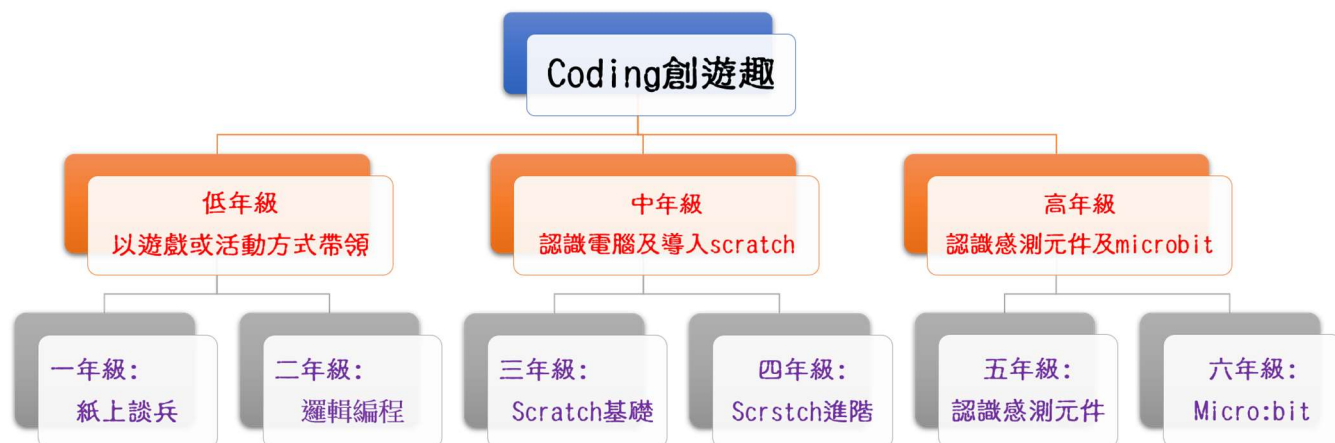 Coding創遊趣
低年級
以遊戲或活動方式帶領
中年級
認識電腦及導入scratch
高年級
認識感測元件及microbit
一年級:
紙上談兵
二年級:
邏輯編程
三年級:
Scratch基礎
四年級:
Scrstch進階
五年級:
認識感測元件
六年級:
Micro:bit